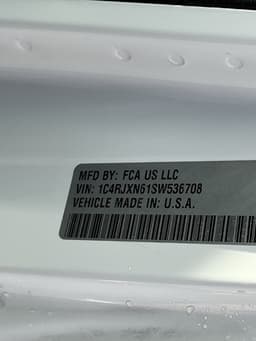 MFD BY: FCA US LLC
VIN: 1C4RJXN61SW536708
VEHICLE MADE IN: U.S.A.